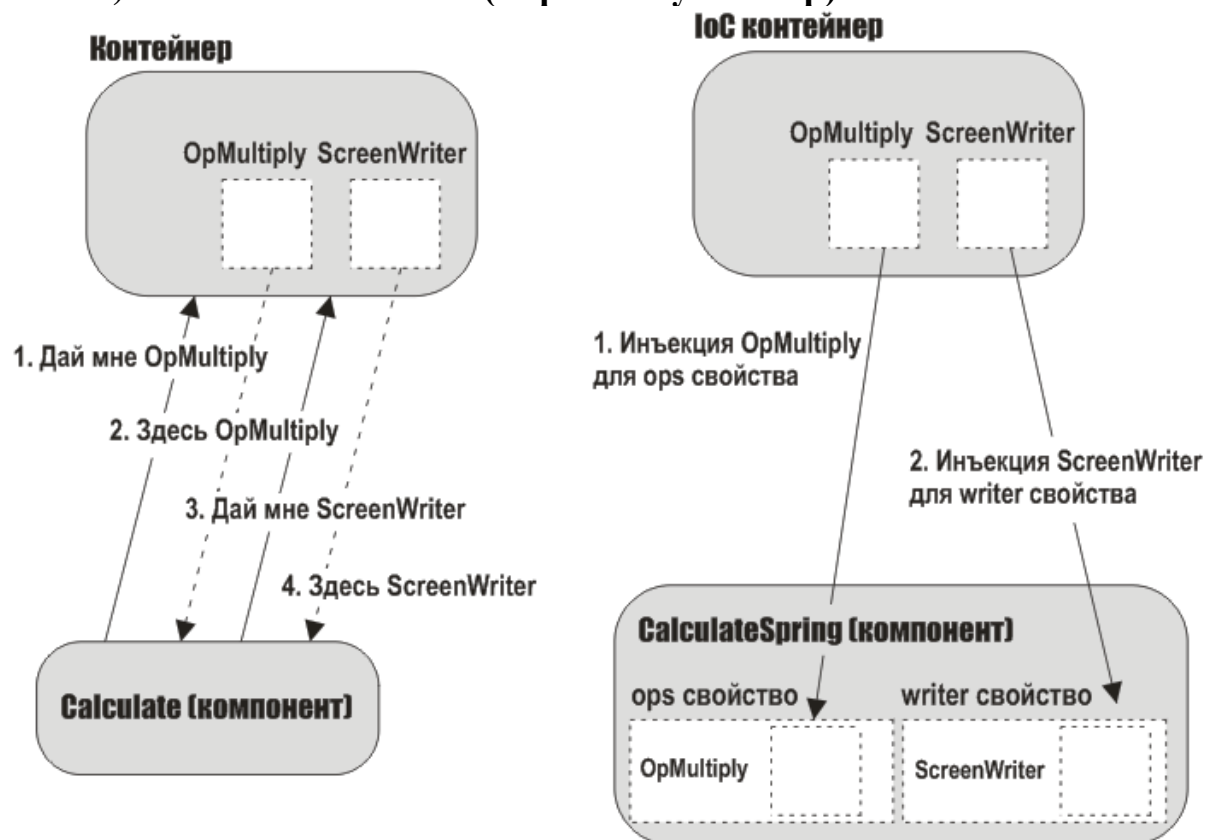 Контейнер
OpMultiply ScreenWriter
1. Дай мне OpMultiply
2. Здесь OpMultiply
3. Дай мне ScreenWriter
4. Здесь ScreenWriter
Calculate (компонент)
IoC контейнер
OpMultiply ScreenWriter
1. Инъекция OpMultiply
для ops свойства
2. Инъекция ScreenWriter
для writer свойства
CalculateSpring (компонент)
ops свойство
writer свойство
OpMultiply
ScreenWriter